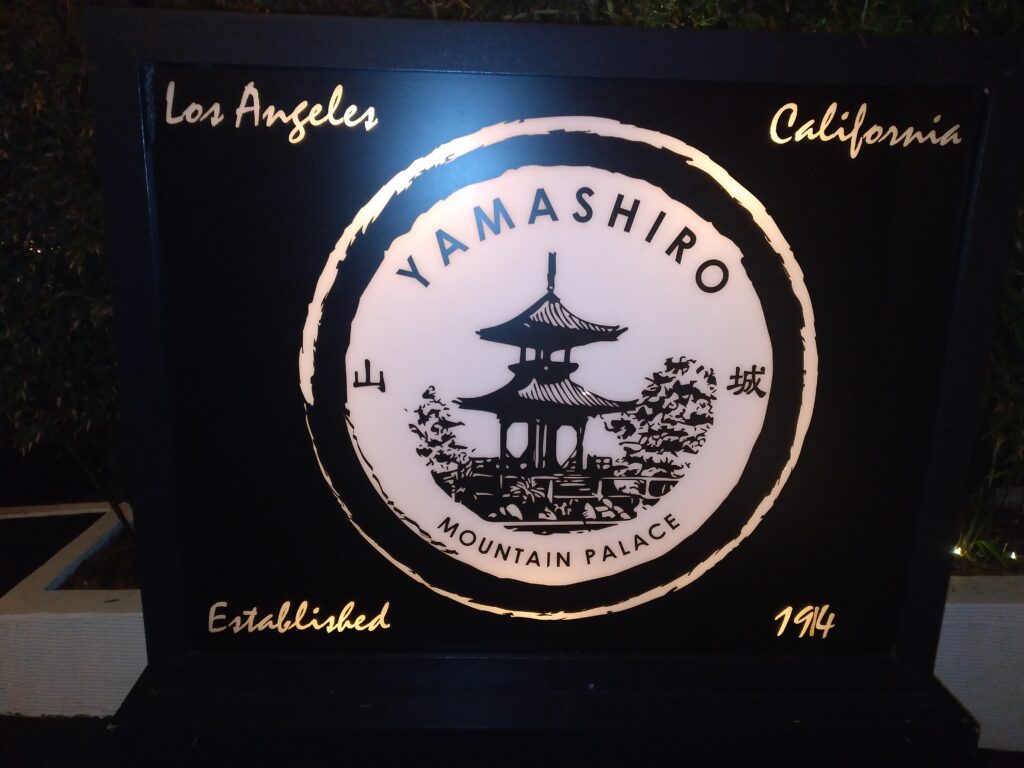 Los Angeles
California
YAMASHIRO
山
城
MOUNTAIN PALACE
Established
1914